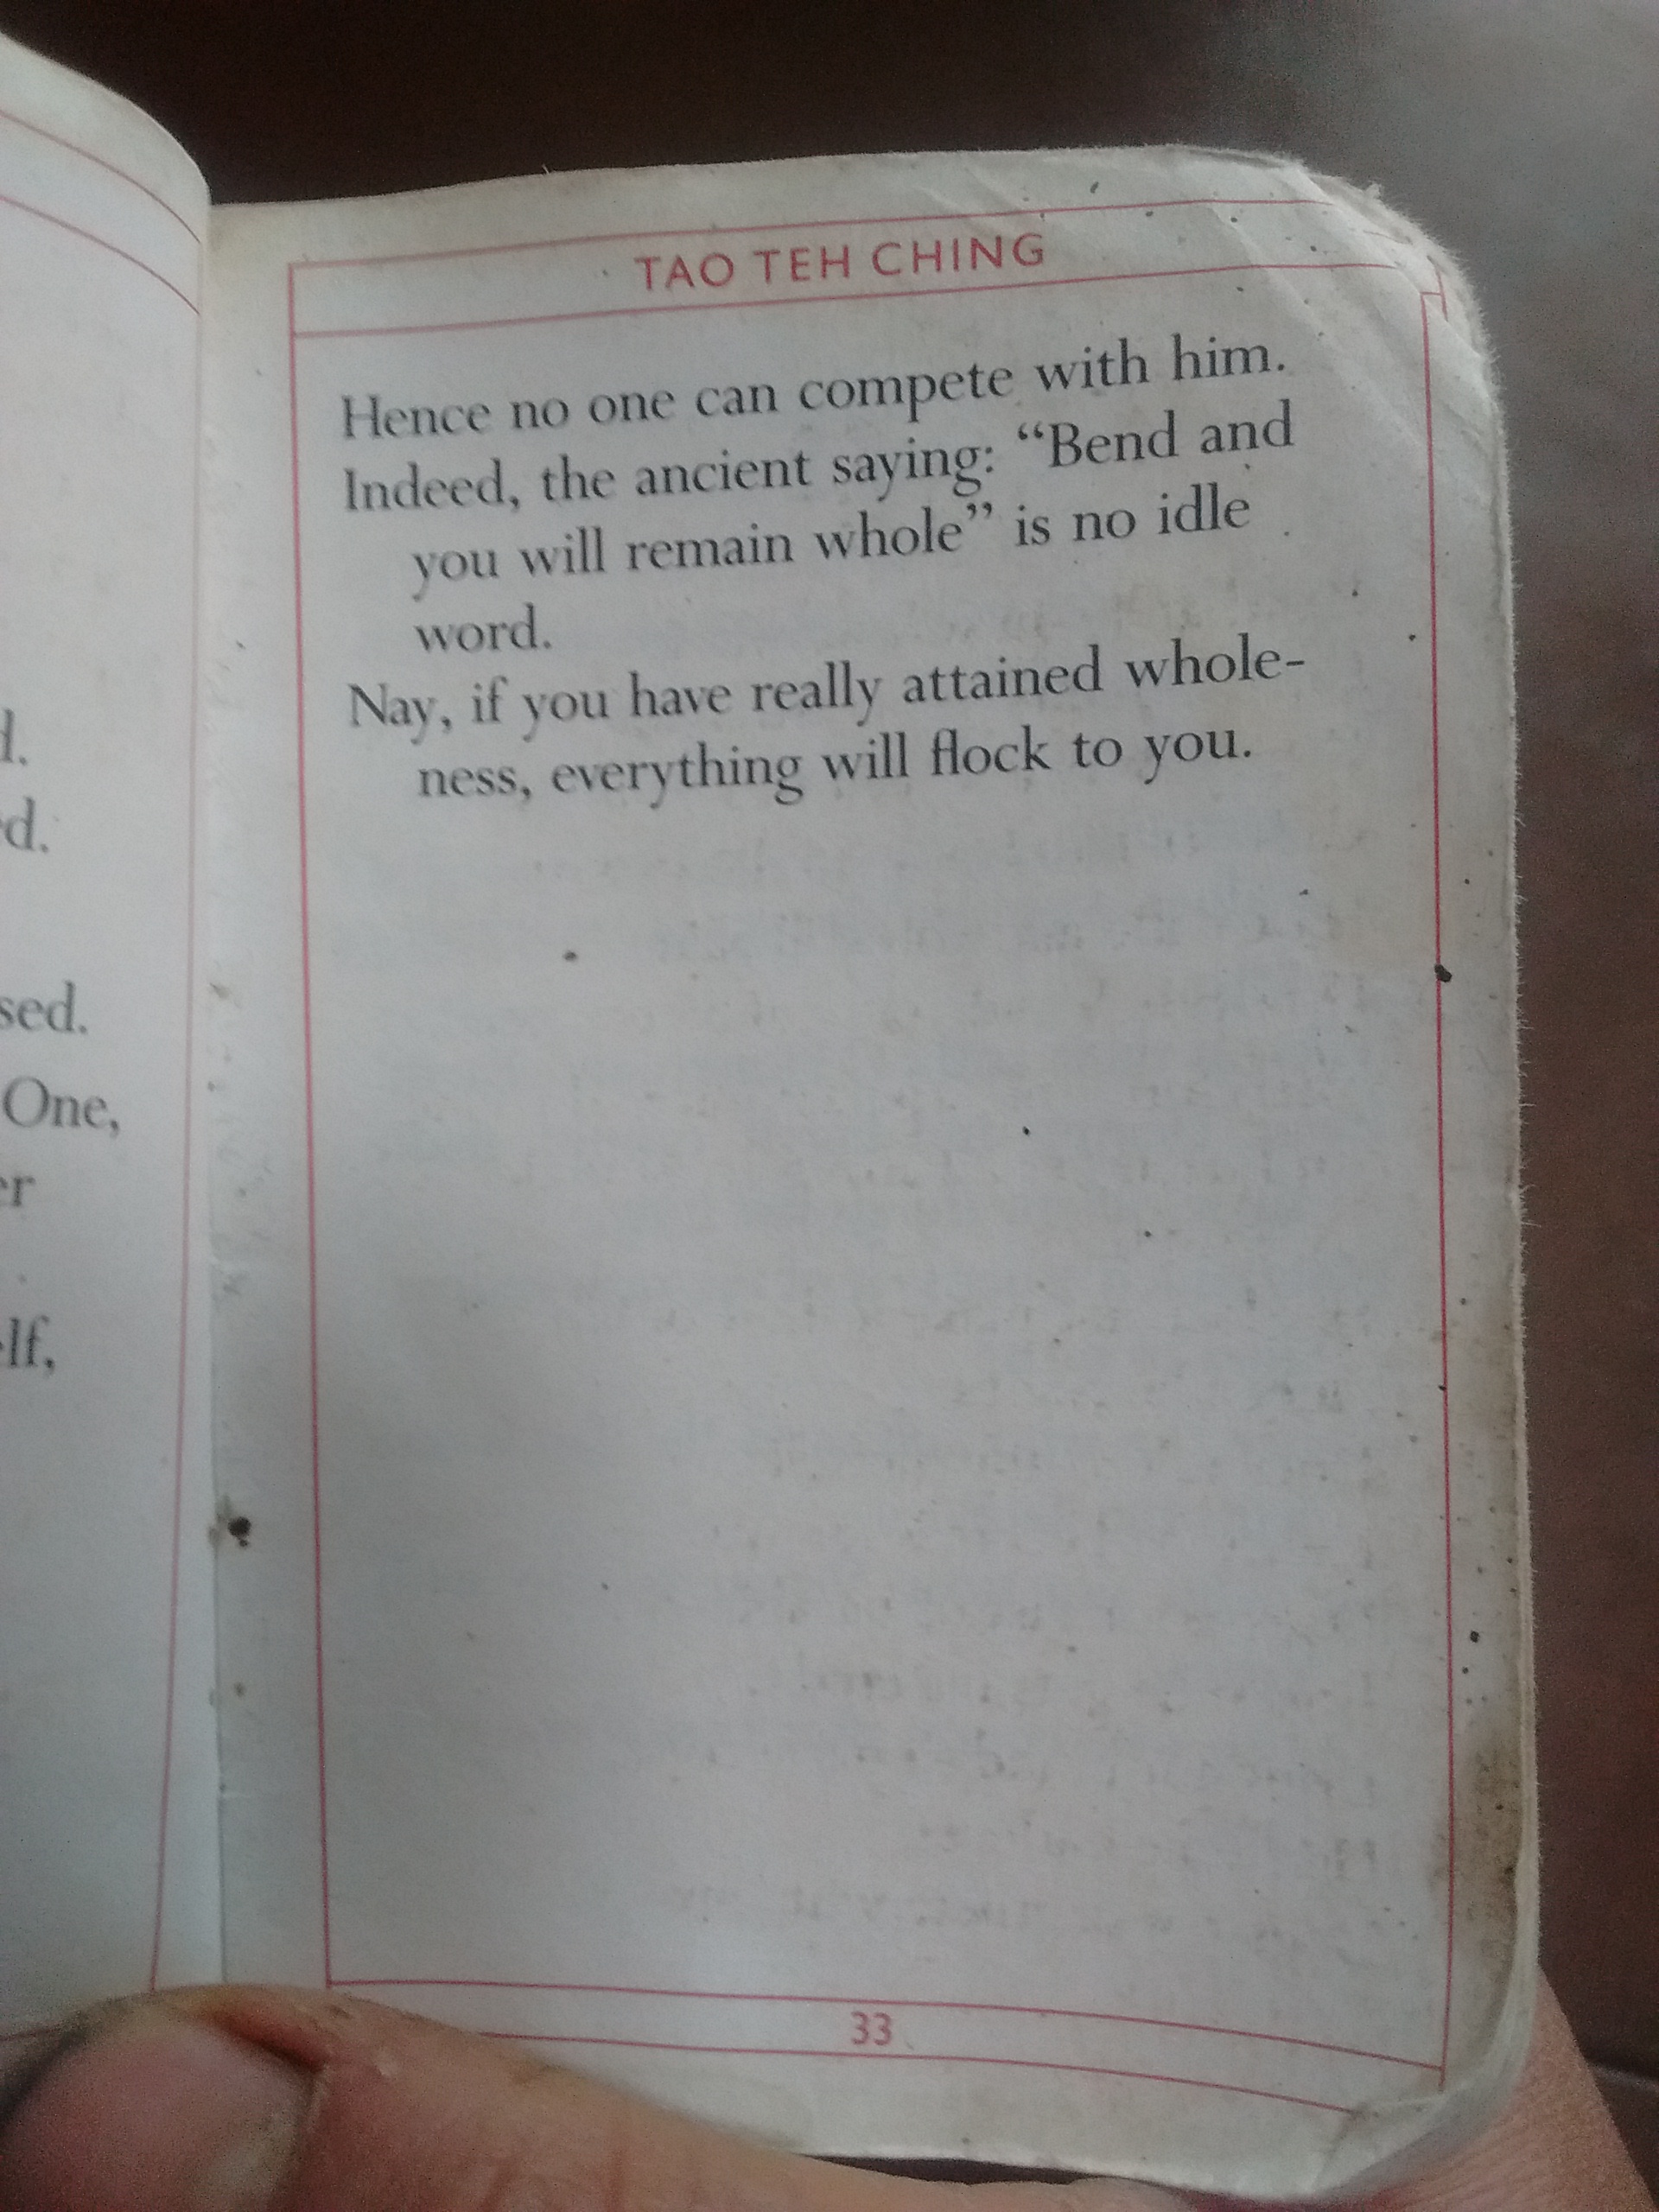 d.
ed.
sed.
One,
er
elf,
TAO TEH CHING
Hence no one can compete with him.
Indeed, the ancient saying: “Bend and
you will remain whole” is no idle
word.
Nay, if you have really attained whole-
ness, everything will flock to you.
33